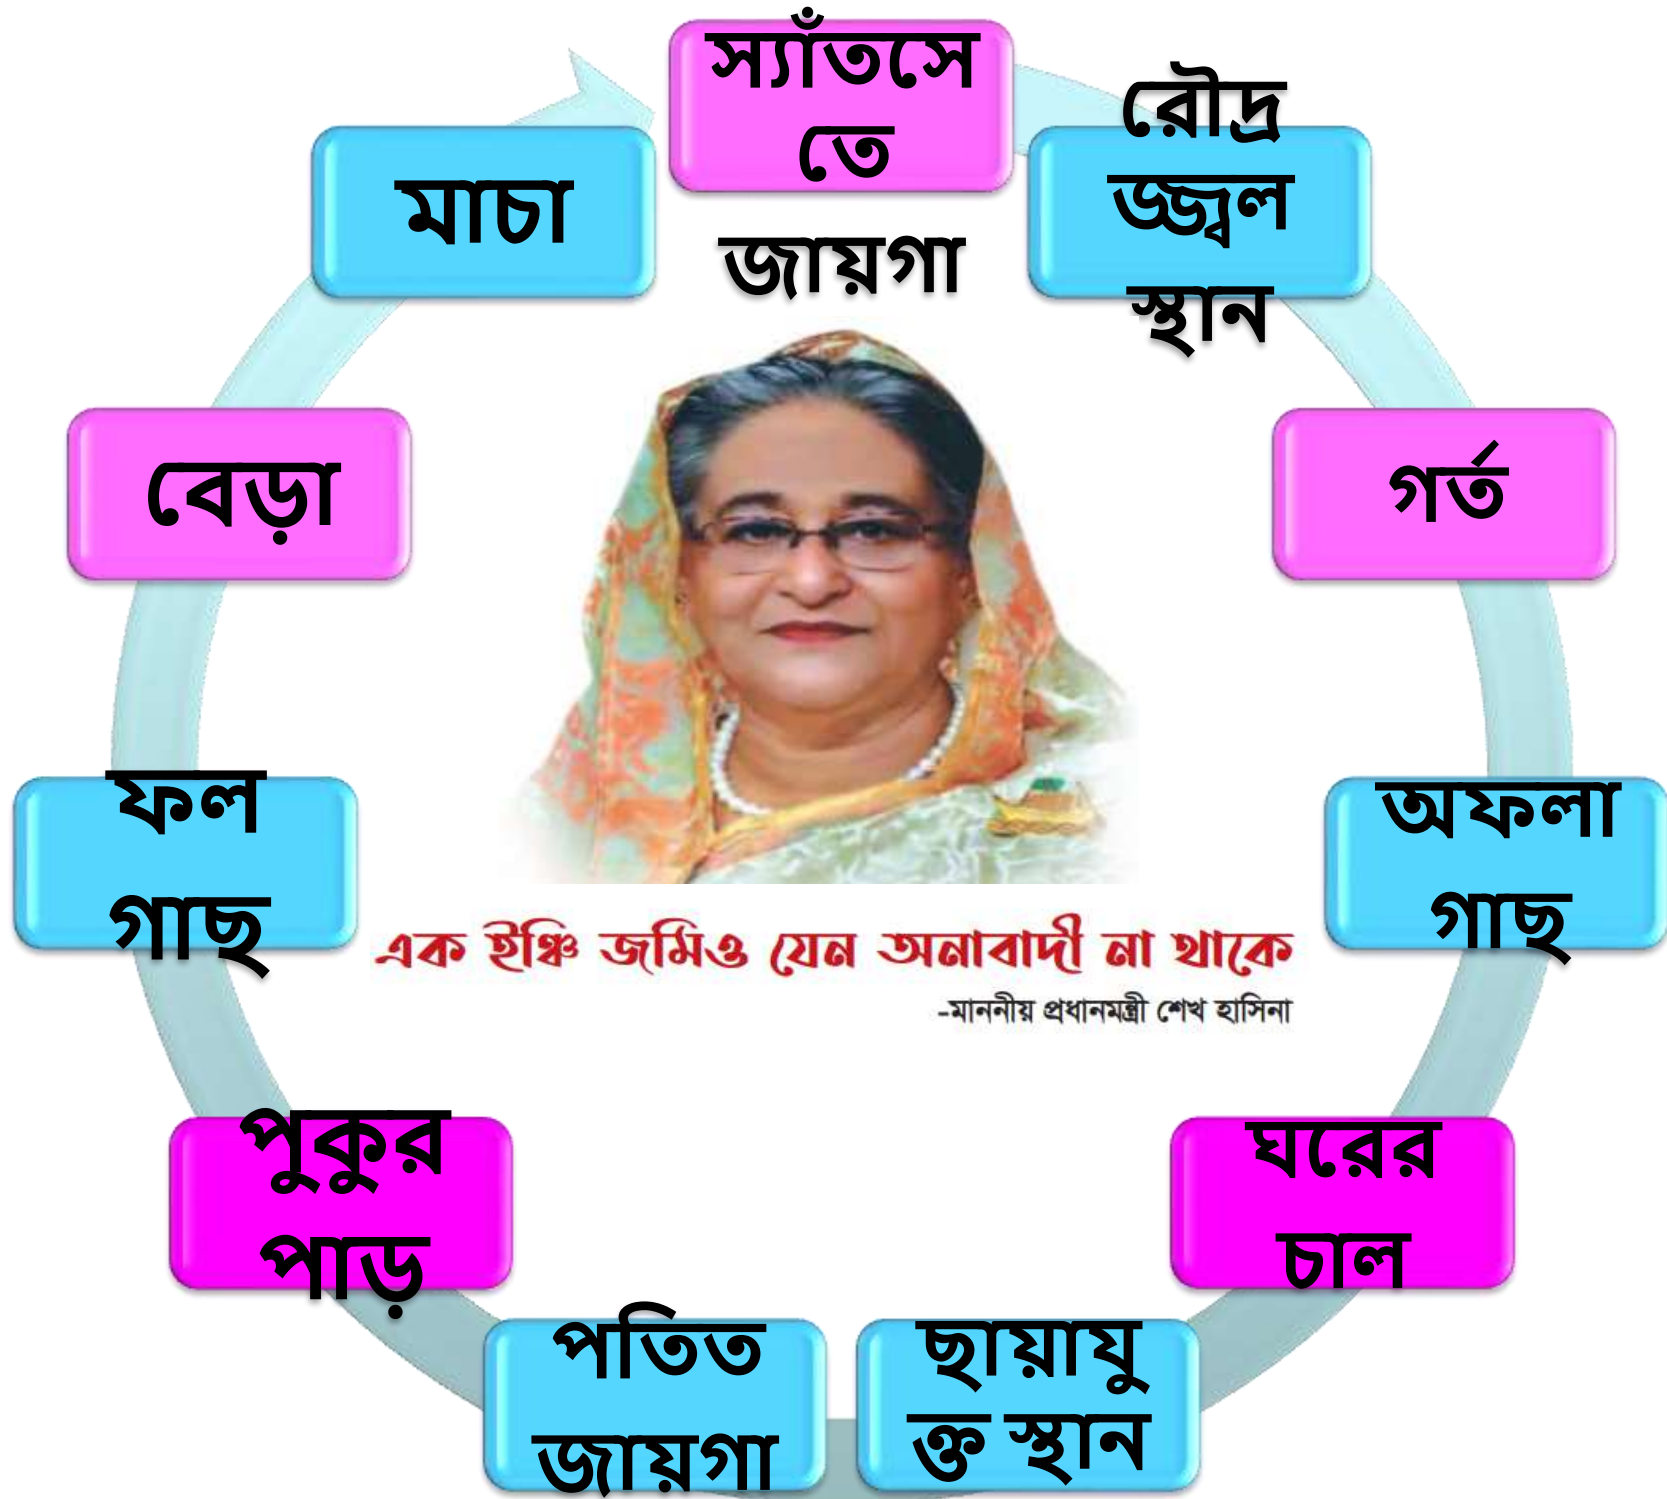 স্যাঁতসে
তে
জায়গা
রৌদ্র
জ্জ্বল
স্থান
গর্ত
অফলা
গাছ
ঘরের
চাল
ছায়াযু
ক্ত স্থান
পতিত
জায়গা
পুকুর
পাড়
ফল
গাছ
বেড়া
মাচা
এক ইঞ্চি জমিও যেন অনাবাদী না থাকে
-মাননীয় প্রধানমন্ত্রী শেখ হাসিনা